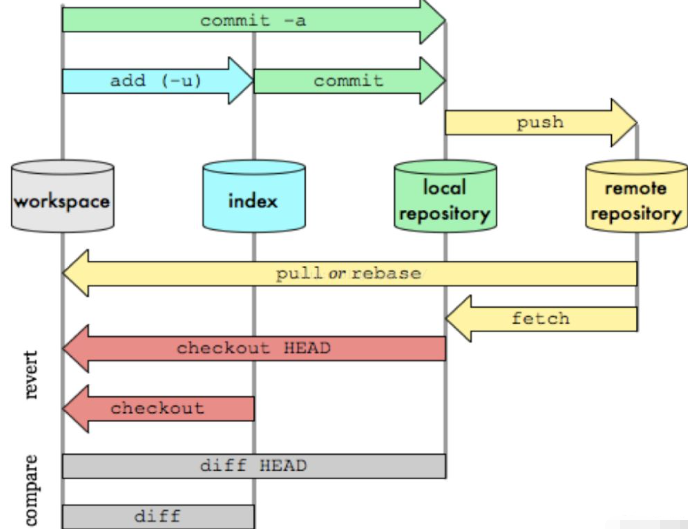 commit -a
add (-u)
commit
push
workspace
index
local
repository
remote
repository
pull or rebase
fetch
revert
checkout HEAD
checkout
compare
diff HEAD
diff